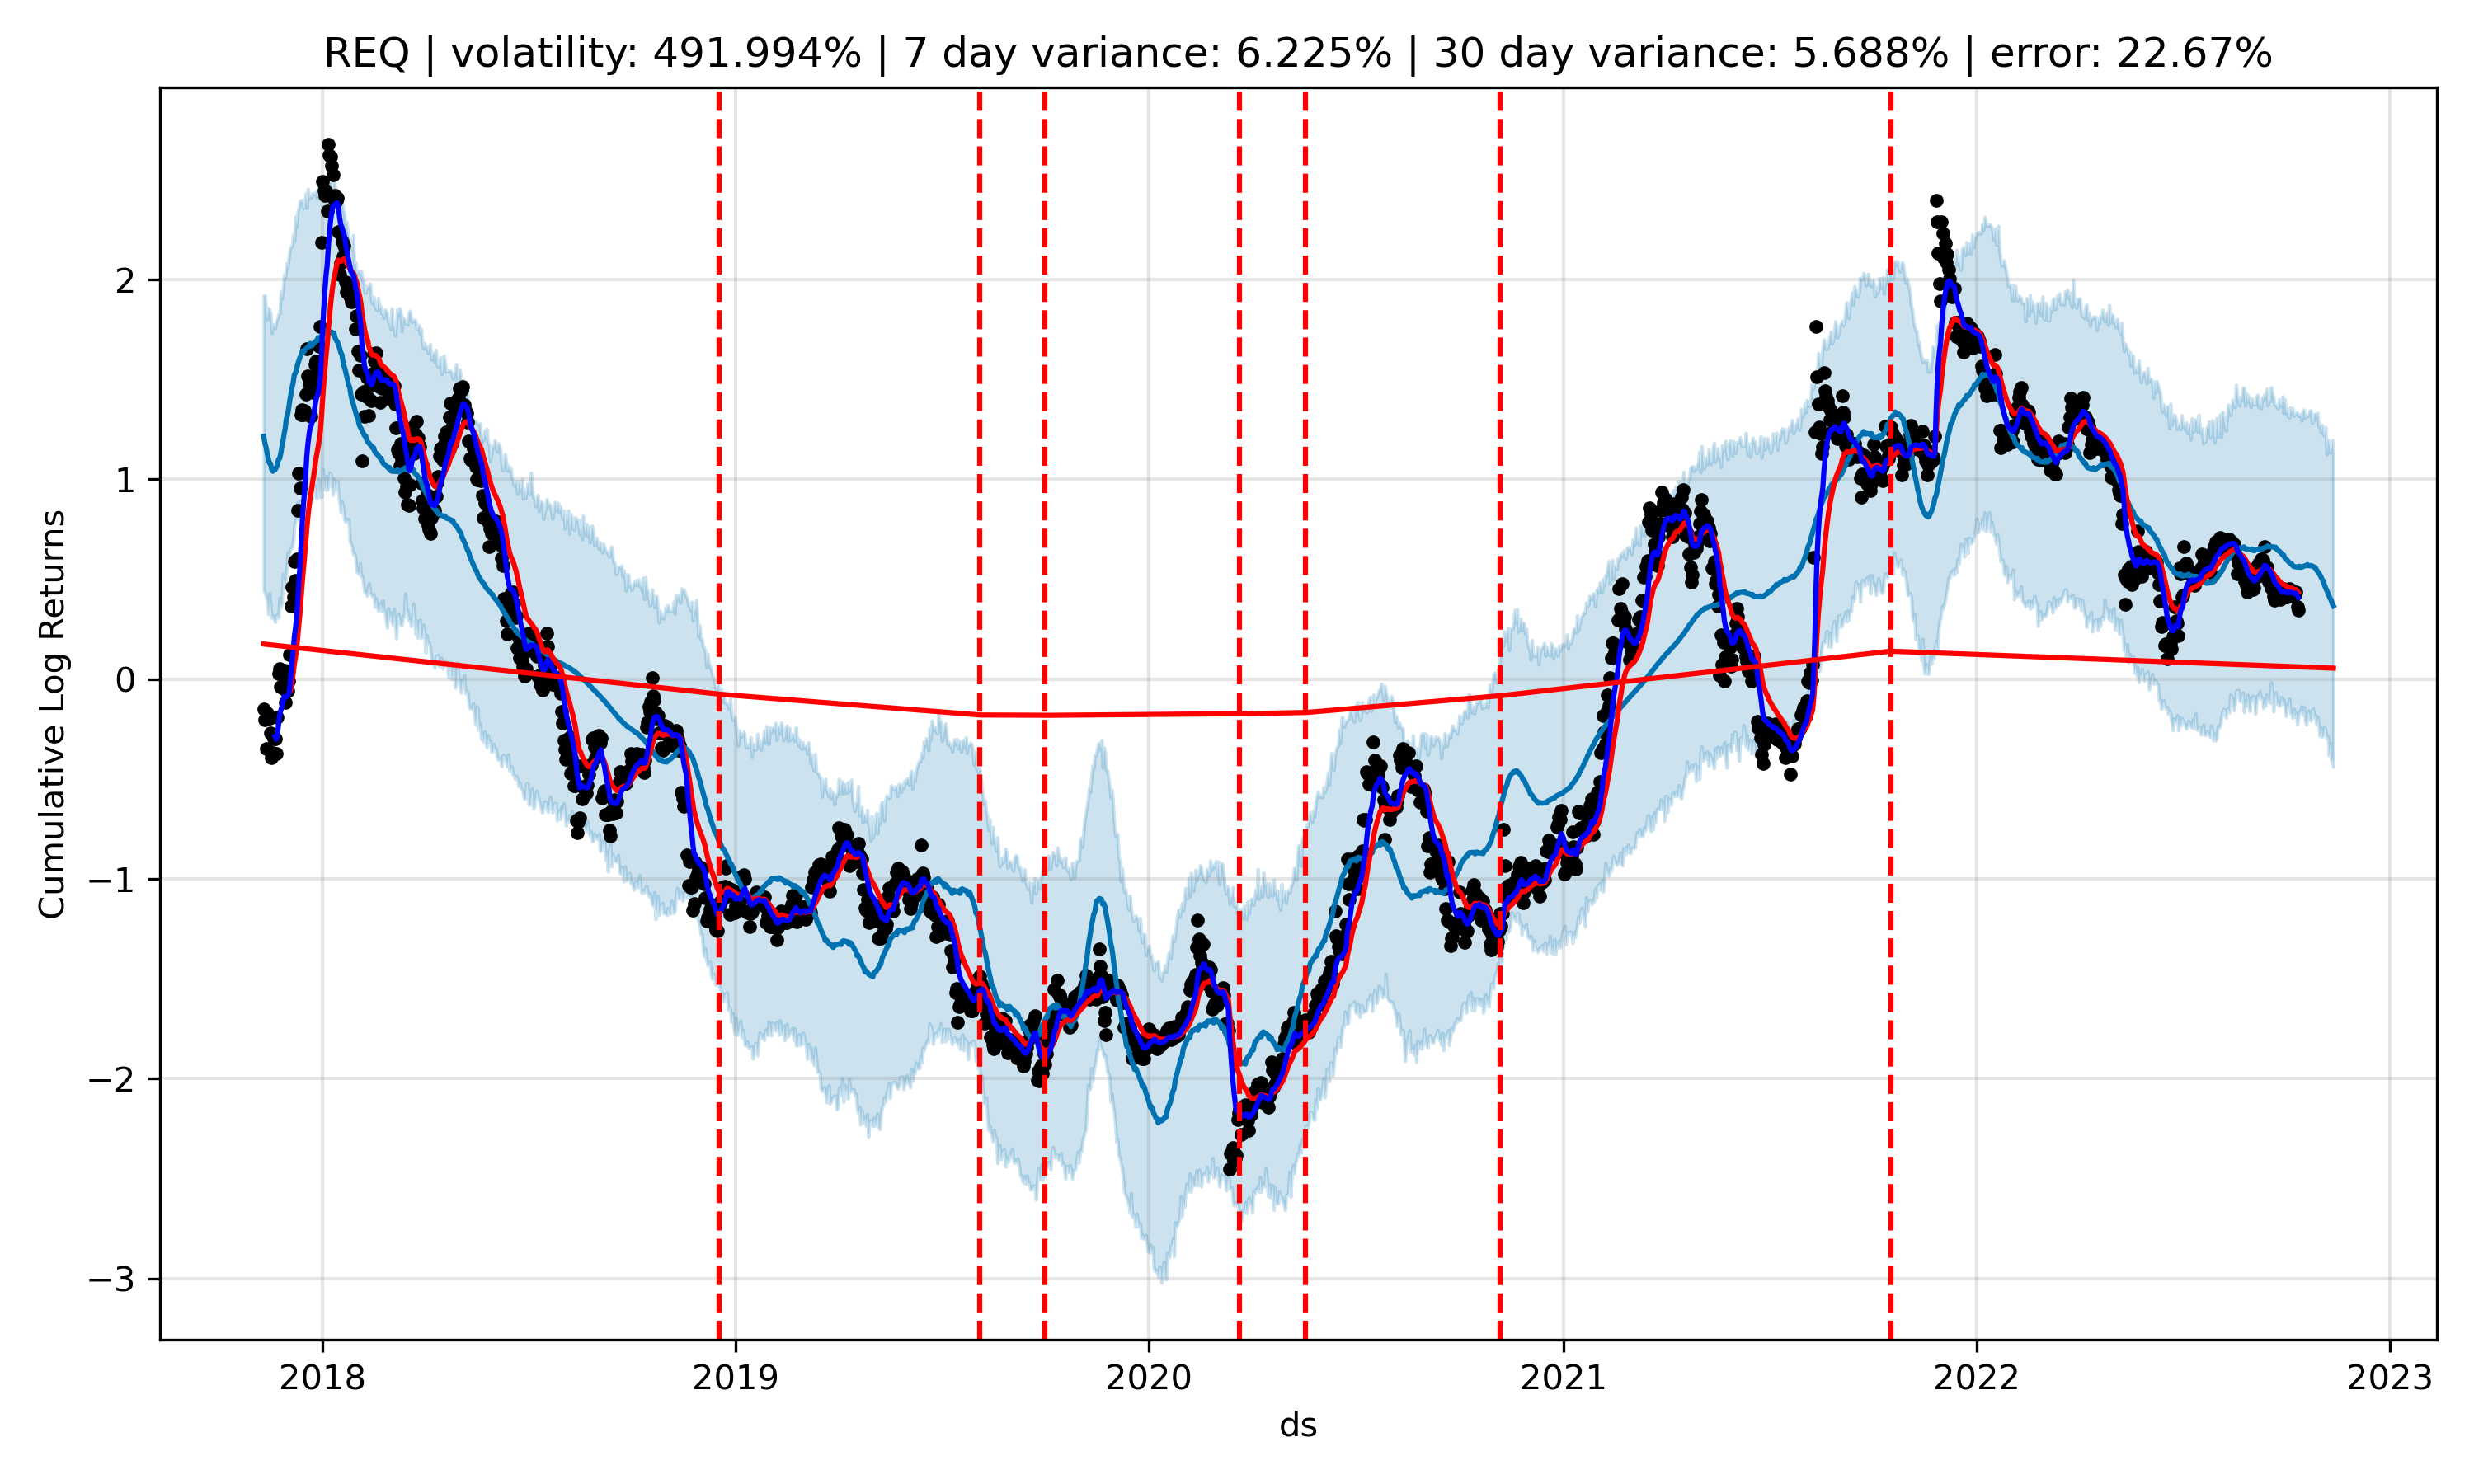 REQ | volatility: 491.994% | 7 day variance: 6.225% | 30 day variance: 5.688% | error: 22.67%
Cumulative Log Returns
2
1
0
−1
−2
−3
2018 2019 2020 2021 2022 2023
ds